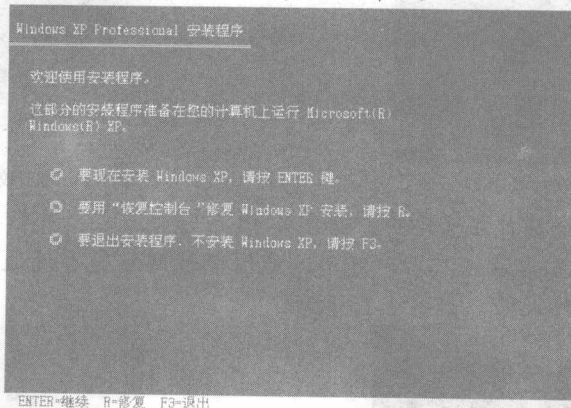 Windows XP Professional 安装程序
欢迎使用安装程序。
这部分的安装程序准备在您的计算机上运行 Microsoft(R)
Windows(R) XP。
要现在安装 Windows XP, 请按 ENTER 键。
要用“恢复控制台”修复 Windows XP 安装, 请按 R。
要退出安装程序, 不安装 Windows XP, 请按 F3。
ENTER=继续 R=修复 F3=退出